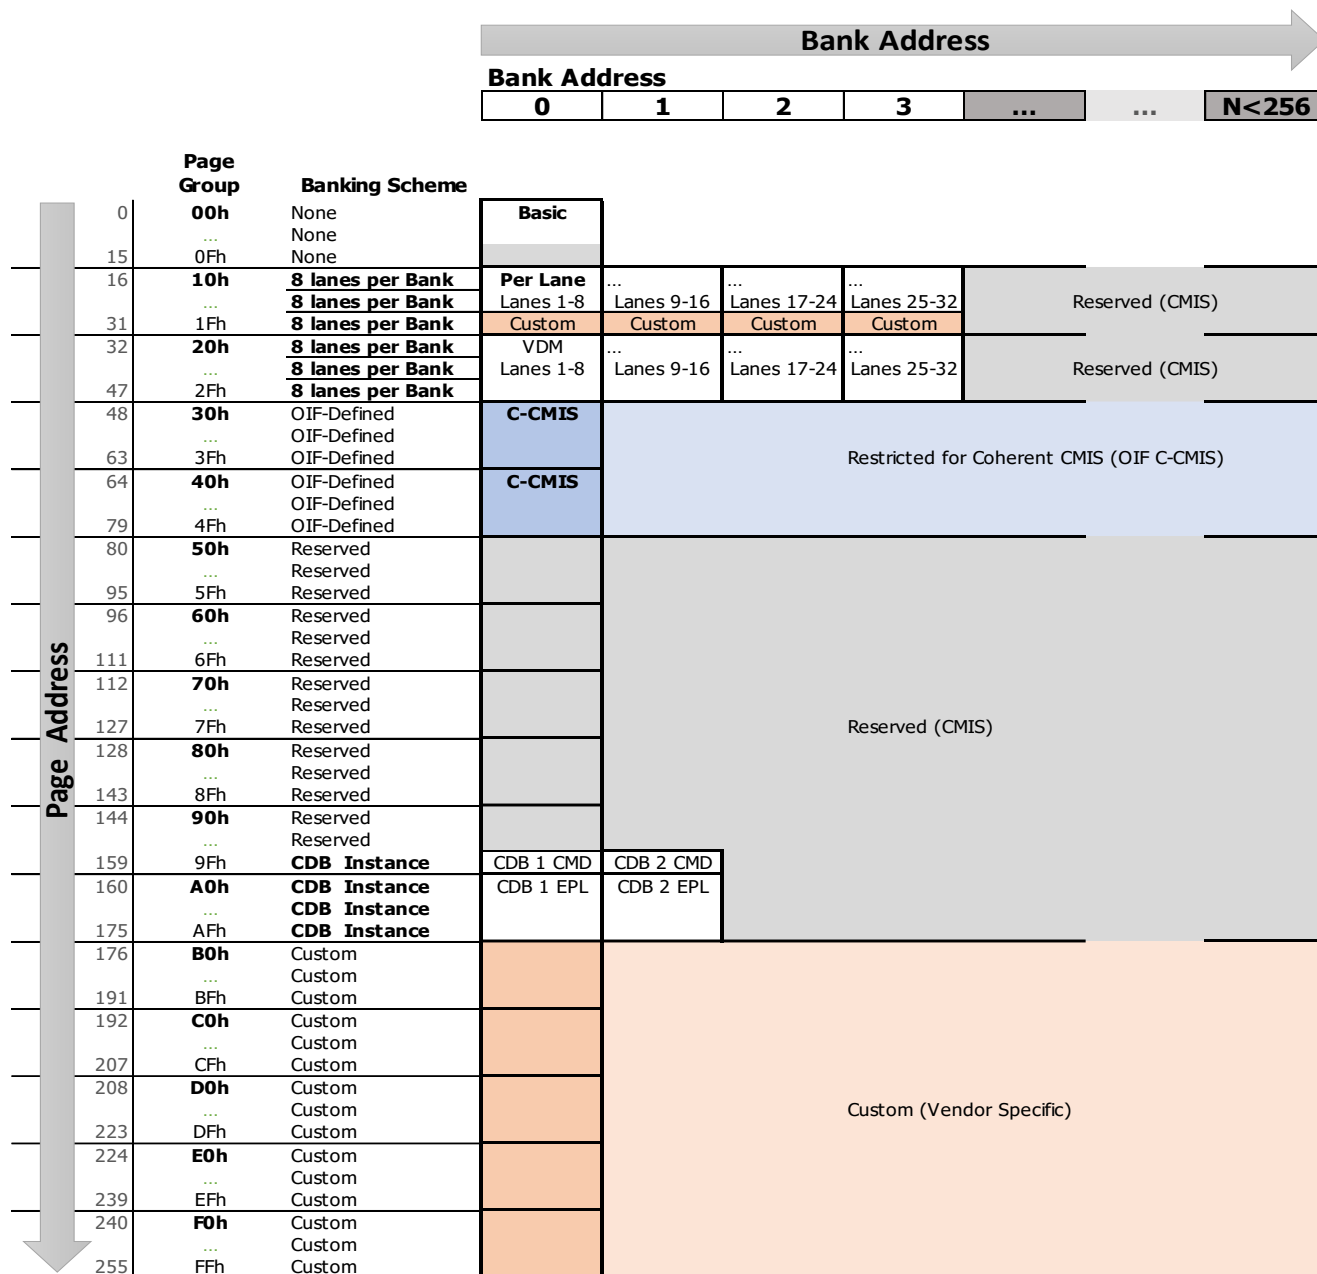 Bank Address
Bank Address
0 1 2 3 ... ... N<256
Page
Group Banking Scheme
0 00h None Basic
... None
15 0Fh None
16 10h 8 lanes per Bank Per Lane ... ... ...
... 8 lanes per Bank Lanes 1-8 Lanes 9-16 Lanes 17-24 Lanes 25-32 Reserved (CMIS)
31 1Fh 8 lanes per Bank Custom Custom Custom Custom
32 20h 8 lanes per Bank VDM ... ... ...
... 8 lanes per Bank Lanes 1-8 Lanes 9-16 Lanes 17-24 Lanes 25-32 Reserved (CMIS)
47 2Fh 8 lanes per Bank
48 30h OIF-Defined C-CMIS
... OIF-Defined
63 3Fh OIF-Defined Restricted for Coherent CMIS (OIF C-CMIS)
64 40h OIF-Defined C-CMIS
... OIF-Defined
79 4Fh OIF-Defined
80 50h Reserved
... Reserved
95 5Fh Reserved
96 60h Reserved
... Reserved
111 6Fh Reserved
112 70h Reserved
... Reserved
127 7Fh Reserved Reserved (CMIS)
128 80h Reserved
... Reserved
143 8Fh Reserved
144 90h Reserved
... Reserved
159 9Fh CDB Instance CDB 1 CMD CDB 2 CMD
160 A0h CDB Instance CDB 1 EPL CDB 2 EPL
... CDB Instance
175 AFh CDB Instance
176 B0h Custom
... Custom
191 BFh Custom
192 C0h Custom
... Custom
207 CFh Custom
208 D0h Custom
... Custom Custom (Vendor Specific)
223 DFh Custom
224 E0h Custom
... Custom
239 EFh Custom
240 F0h Custom
... Custom
255 FFh Custom
Page Address